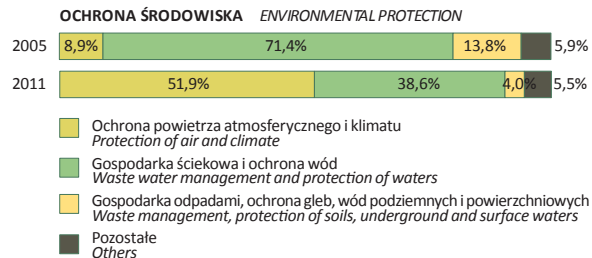 OCHRONA ŚRODOWISKA ENVIRONMENTAL PROTECTION
2005 8,9% 71,4% 13,8% 5,9%
2011 51,9% 38,6% 4,0% 5,5%
Ochrona powietrza atmosferycznego i klimatu
Protection of air and climate
Gospodarka ściekowa i ochrona wód
Waste water management and protection of waters
Gospodarka odpadami, ochrona gleb, wód podziemnych i powierzchniowych
Waste management, protection of soils, underground and surface waters
Pozostałe
Others